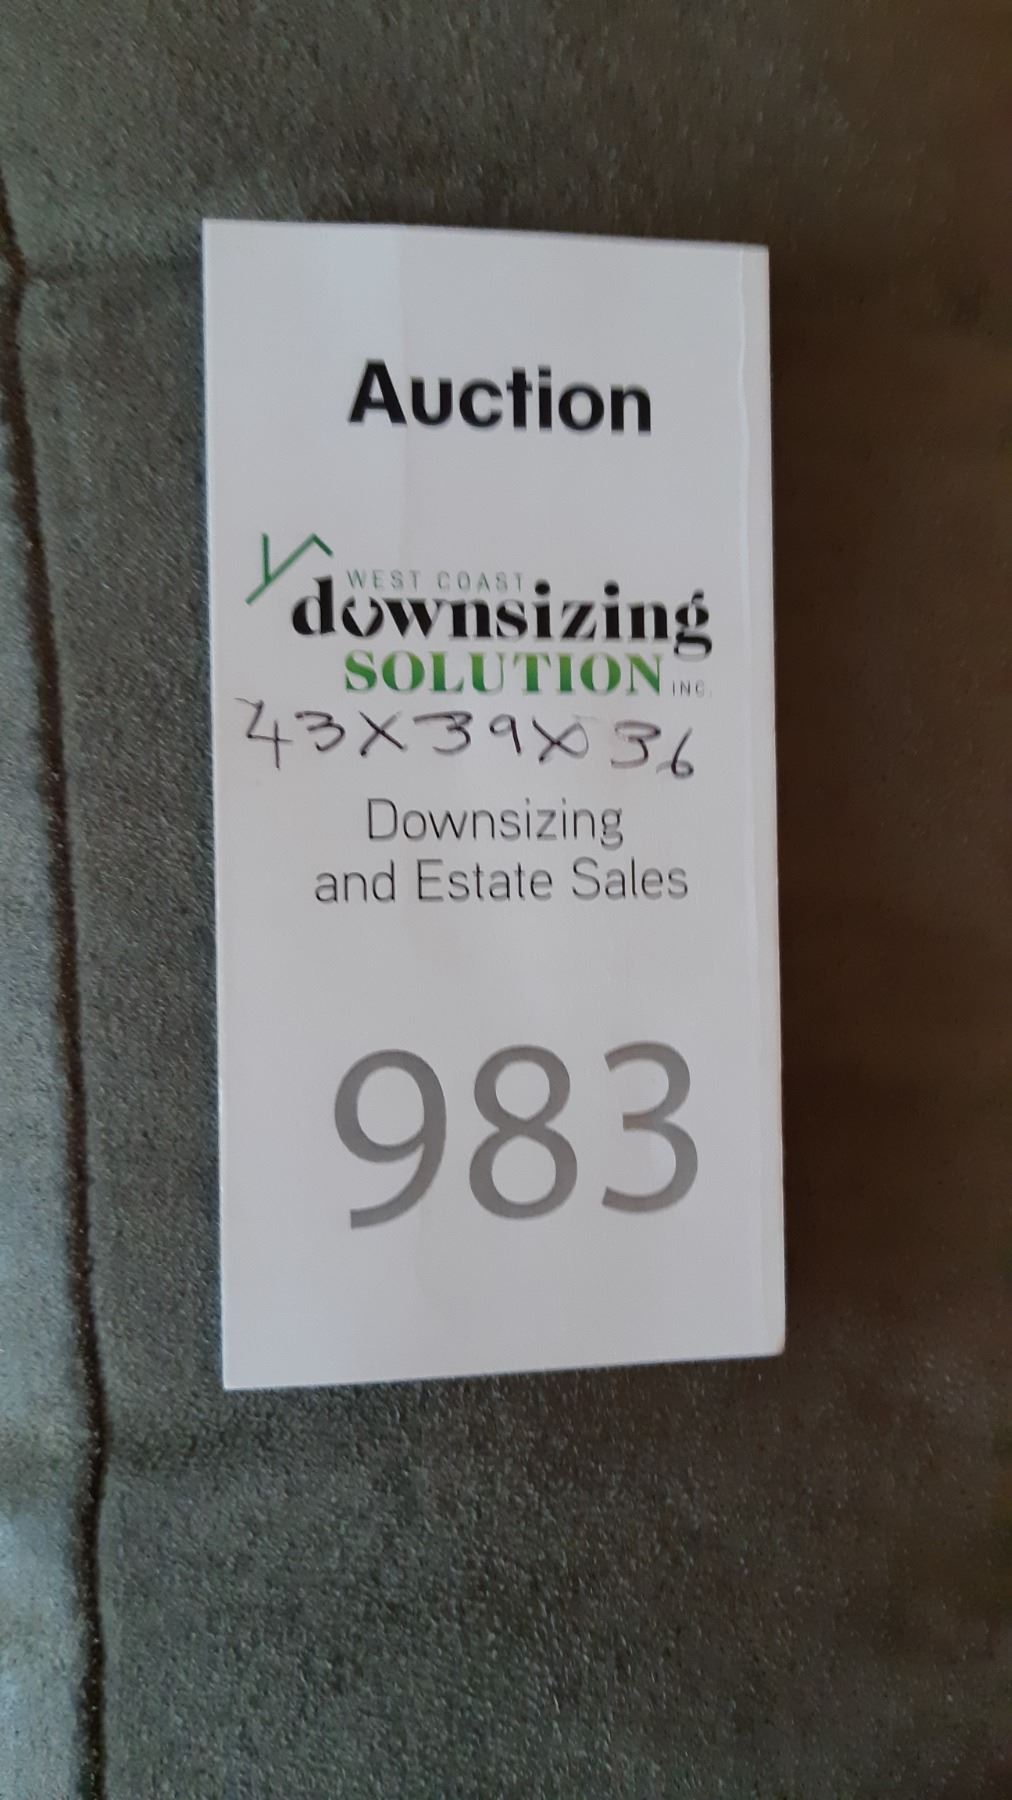 Auction
WEST COAST
downsizing
SOLUTION INC.
43X39X36
Downsizing
and Estate Sales
983